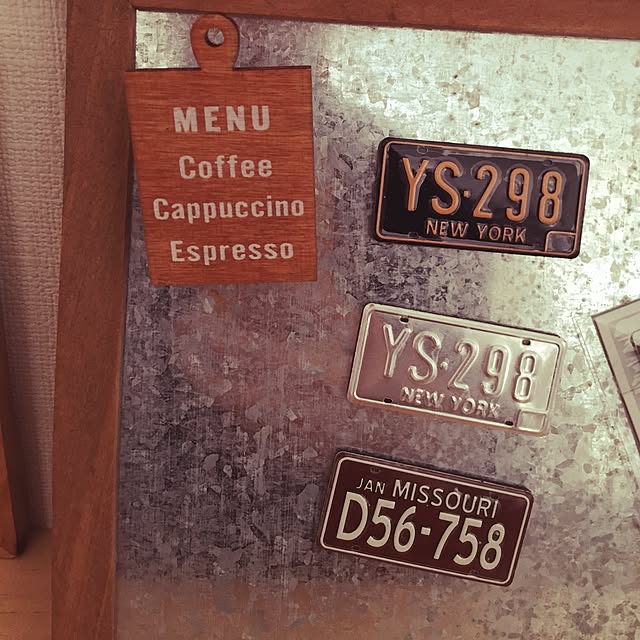 MENU
Coffee
Cappuccino
Espresso
YS·298
NEW YORK
YS·298
NEW YORK
JAN MISSOURI
D56-758